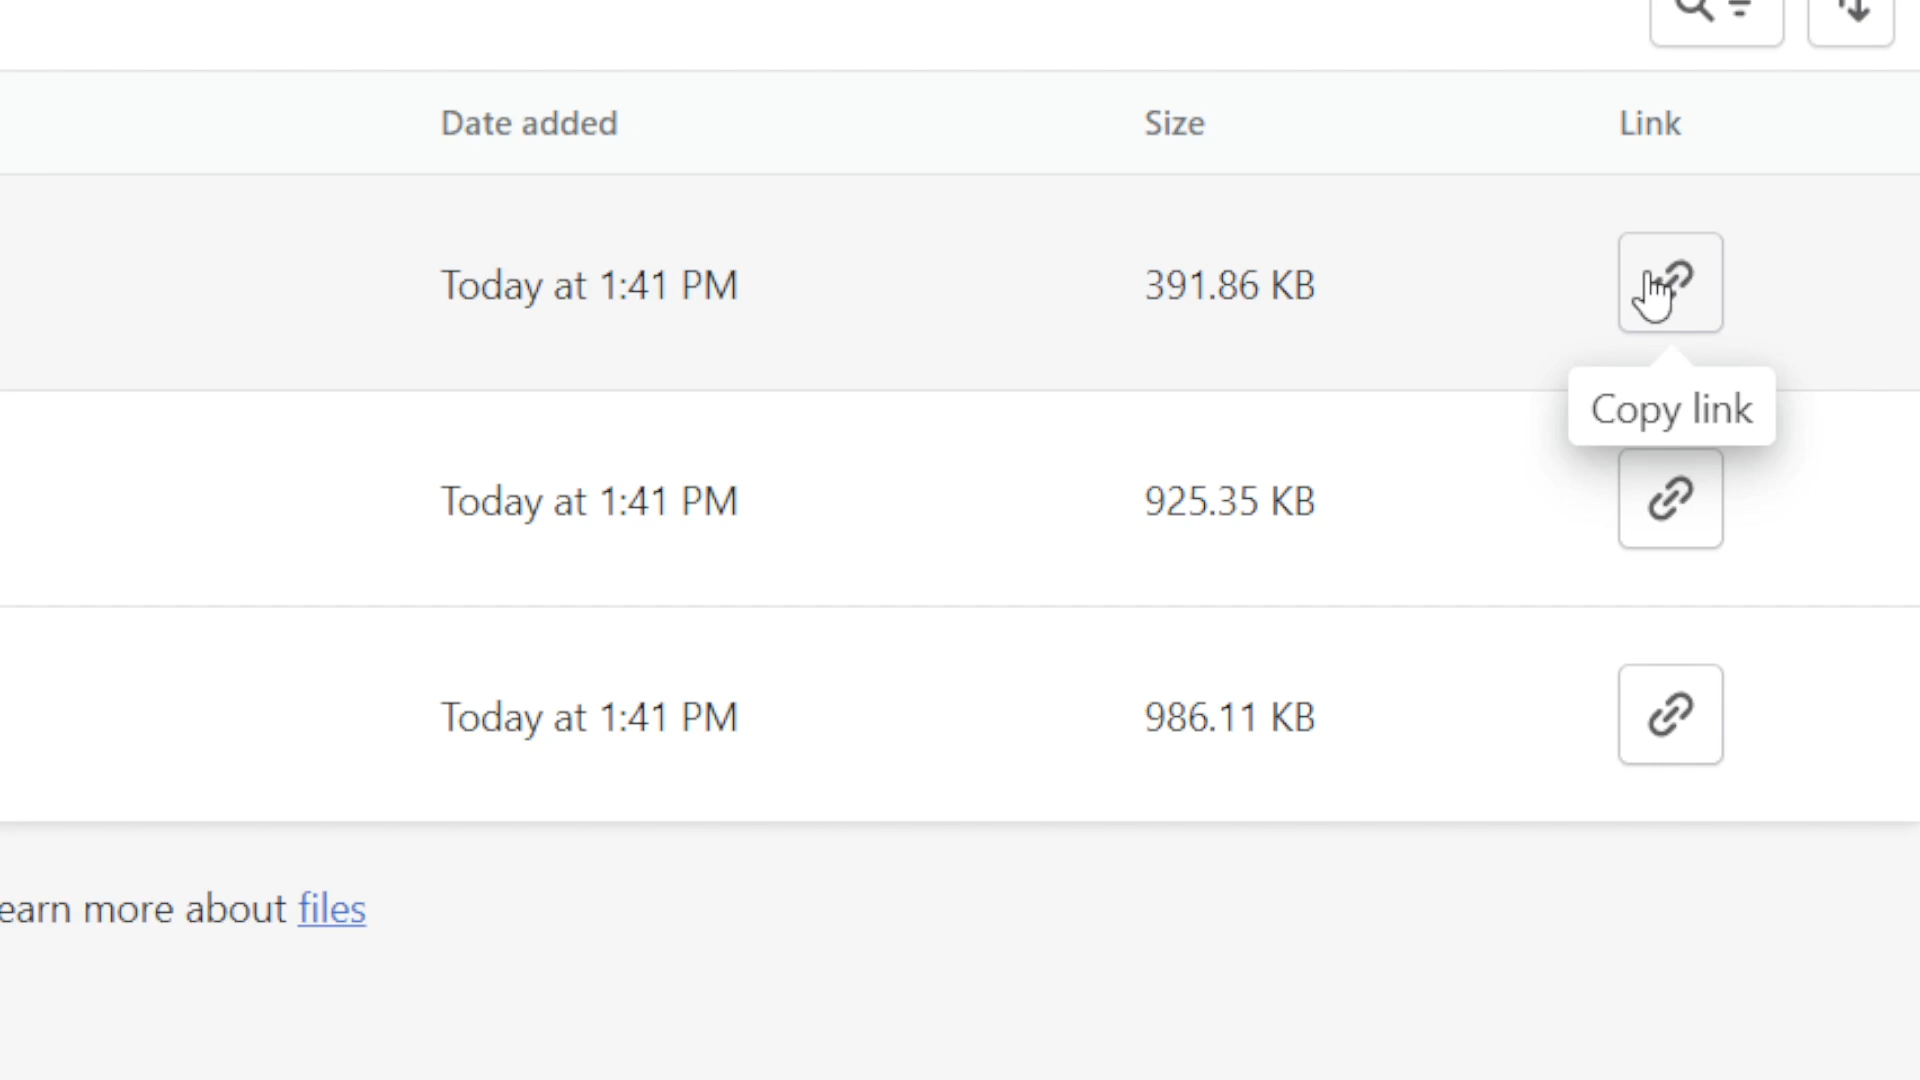 Date added Size Link
Today at 1:41 PM 391.86 KB
Copy link
Today at 1:41 PM 925.35 KB
Today at 1:41 PM 986.11 KB
earn more about files